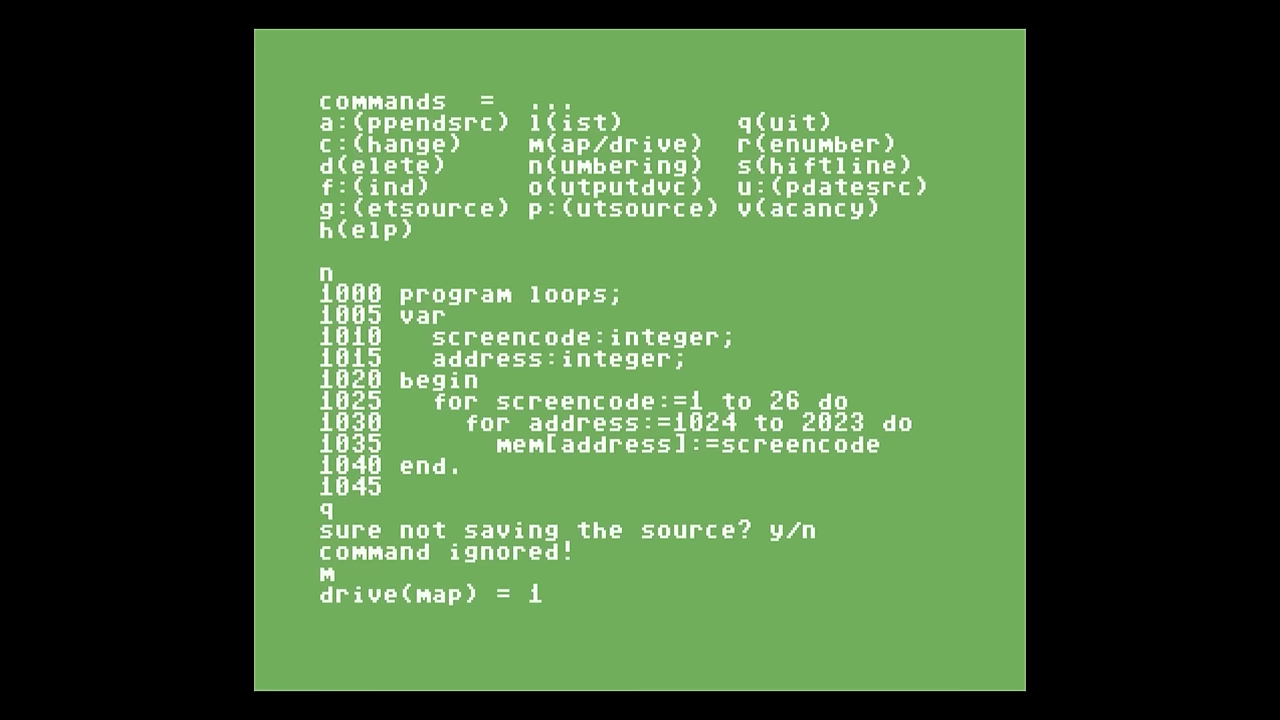 commands  =  ...
a:(ppendsrc) l(ist)       q(uit)
c:(hange)    m(ap/drive)  r(enumber)
d(elete)     n(umbering)  s(hiftline)
f:(ind)      o(utputdvc)  u:(pdatesrc)
g:(etsource) p:(utsource) v(acancy)
h(elp)
n
1000 program loops;
1005 var
1010   screencode:integer;
1015   address:integer;
1020 begin
1025   for screencode:=1 to 26 do
1030     for address:=1024 to 2023 do
1035       mem[address]:=screencode
1040 end.
1045
q
sure not saving the source? y/n
command ignored!
m
drive(map) = 1